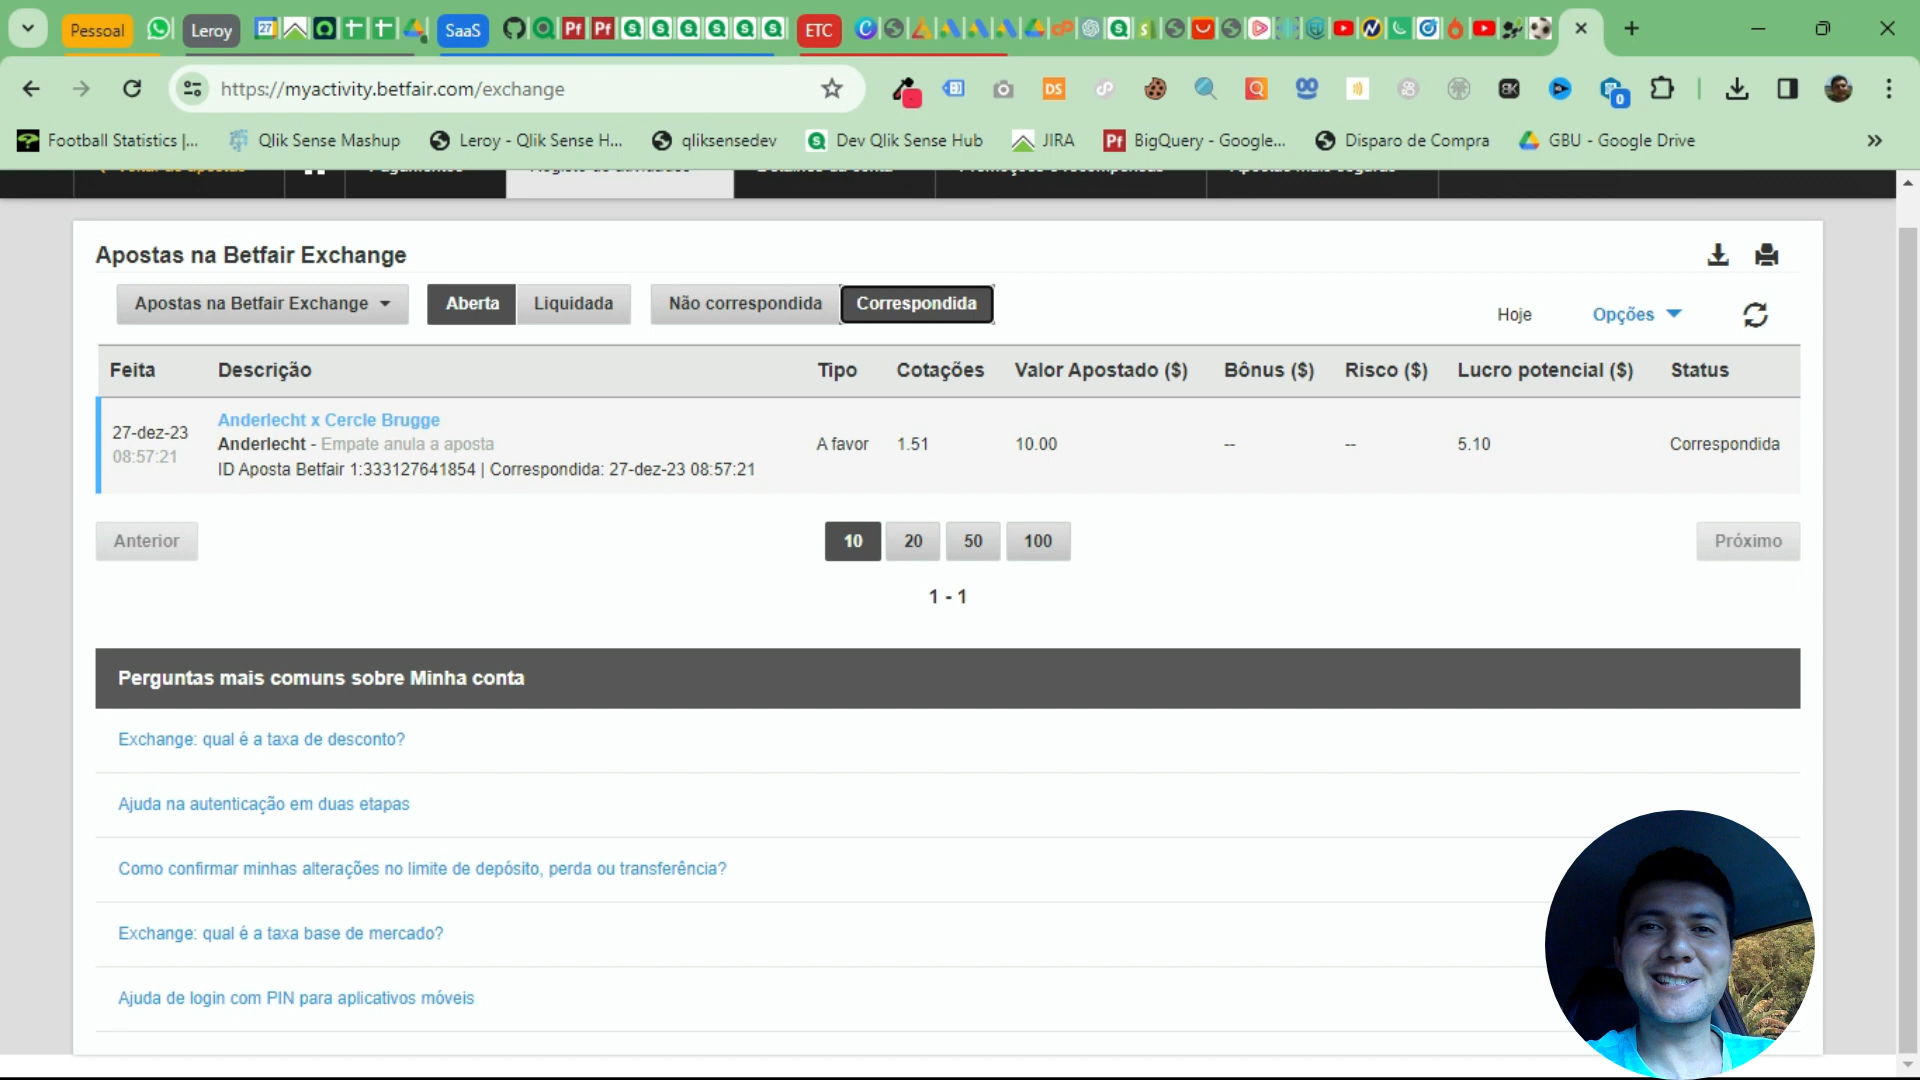 Pessoal
Leroy
27
SaaS
Pf
Pf
ETC
https://myactivity.betfair.com/exchange
DS
0
Football Statistics |...
Qlik Sense Mashup
Leroy - Qlik Sense H...
qliksensedev
Dev Qlik Sense Hub
JIRA
Pf
BigQuery - Google...
Disparo de Compra
GBU - Google Drive
»
Apostas na Betfair Exchange
Apostas na Betfair Exchange
Aberta
Liquidada
Não correspondida
Correspondida
Hoje
Opções
Feita
Descrição
Tipo
Cotações
Valor Apostado ($)
Bônus ($)
Risco ($)
Lucro potencial ($)
Status
27-dez-23
08:57:21
Anderlecht x Cercle Brugge
Anderlecht - Empate anula a aposta
ID Aposta Betfair 1:333127641854 | Correspondida: 27-dez-23 08:57:21
A favor
1.51
10.00
--
--
5.10
Correspondida
Anterior
10
20
50
100
Próximo
1 - 1
Perguntas mais comuns sobre Minha conta
Exchange: qual é a taxa de desconto?
Ajuda na autenticação em duas etapas
Como confirmar minhas alterações no limite de depósito, perda ou transferência?
Exchange: qual é a taxa base de mercado?
Ajuda de login com PIN para aplicativos móveis